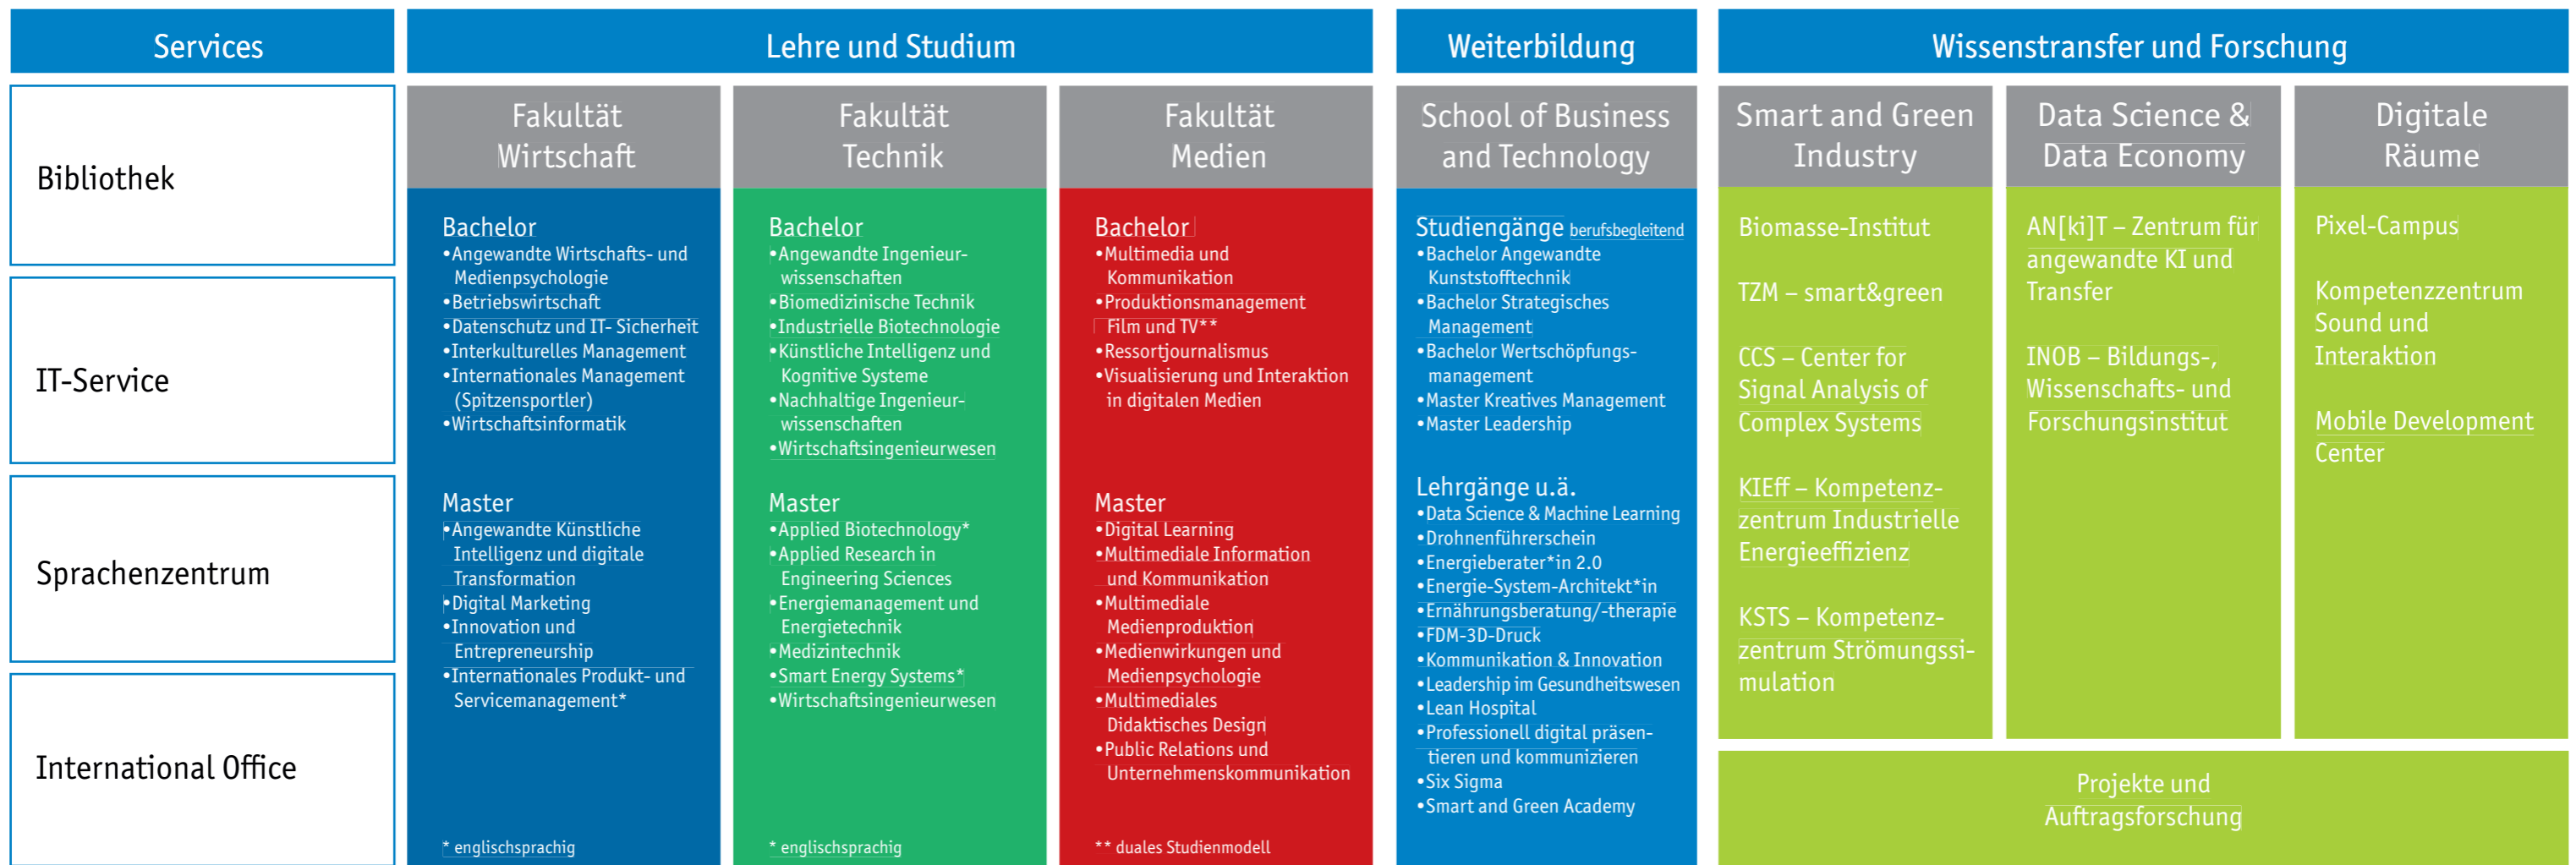 Services
Bibliothek
IT-Service
Sprachenzentrum
International Office
Lehre und Studium
Fakultät
Wirtschaft
Bachelor
•Angewandte Wirtschafts- und
Medienpsychologie
•Betriebswirtschaft
•Datenschutz und IT- Sicherheit
•Interkulturelles Management
•Internationales Management
(Spitzensportler)
•Wirtschaftsinformatik
Master
•Angewandte Künstliche
Intelligenz und digitale
Transformation
•Digital Marketing
•Innovation und
Entrepreneurship
•Internationales Produkt- und
Servicemanagement*
* englischsprachig
Fakultät
Technik
Bachelor
•Angewandte Ingenieur-
wissenschaften
•Biomedizinische Technik
•Industrielle Biotechnologie
•Künstliche Intelligenz und
Kognitive Systeme
•Nachhaltige Ingenieur-
wissenschaften
•Wirtschaftsingenieurwesen
Master
•Applied Biotechnology*
•Applied Research in
Engineering Sciences
•Energiemanagement und
Energietechnik
•Medizintechnik
•Smart Energy Systems*
•Wirtschaftsingenieurwesen
* englischsprachig
Fakultät
Medien
Bachelor
•Multimedia und
Kommunikation
•Produktionsmanagement
Film und TV**
•Ressortjournalismus
•Visualisierung und Interaktion
in digitalen Medien
Master
•Digital Learning
•Multimediale Information
und Kommunikation
•Multimediale
Medienproduktion
•Medienwirkungen und
Medienpsychologie
•Multimediales
Didaktisches Design
•Public Relations und
Unternehmenskommunikation
** duales Studienmodell
Weiterbildung
School of Business
and Technology
Studiengänge berufsbegleitend
•Bachelor Angewandte
Kunststofftechnik
•Bachelor Strategisches
Management
•Bachelor Wertschöpfungs-
management
•Master Kreatives Management
•Master Leadership
Lehrgänge u.ä.
•Data Science & Machine Learning
•Drohnenführerschein
•Energieberater*in 2.0
•Energie-System-Architekt*in
•Ernährungsberatung/-therapie
•FDM-3D-Druck
•Kommunikation & Innovation
•Leadership im Gesundheitswesen
•Lean Hospital
•Professionell digital präsen-
tieren und kommunizieren
•Six Sigma
•Smart and Green Academy
Wissenstransfer und Forschung
Smart and Green
Industry
Biomasse-Institut
TZM – smart&green
CCS – Center for
Signal Analysis of
Complex Systems
KIEff – Kompetenz-
zentrum Industrielle
Energieeffizienz
KSTS – Kompetenz-
zentrum Strömungssi-
mulation
Data Science &
Data Economy
AN[ki]T – Zentrum für
angewandte KI und
Transfer
INOB – Bildungs-,
Wissenschafts- und
Forschungsinstitut
Digitale
Räume
Pixel-Campus
Kompetenzzentrum
Sound und
Interaktion
Mobile Development
Center
Projekte und
Auftragsforschung